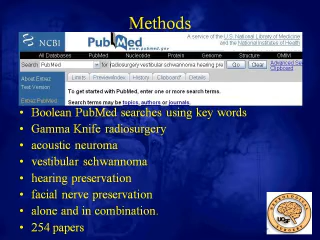 Methods
NCBI PubMed www.pubmed.gov
A service of the U.S. National Library of Medicine
and the National Institutes of Health
All Databases PubMed Nucleotide Protein Genome Structure OMIM
Search PubMed for radiosurgery vestibular schwannoma hearing pre Go Clear Advanced Se
Clipboard
Limits Preview/Index History Clipboard Details
About Entrez
Text Version
To get started with PubMed, enter one or more search terms.
Search terms may be topics, authors or journals.
• Boolean PubMed searches using key words
• Gamma Knife radiosurgery
• acoustic neuroma
• vestibular schwannoma
• hearing preservation
• facial nerve preservation
• alone and in combination.
• 254 papers